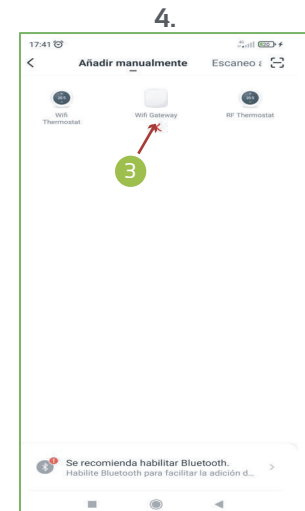 4.
17:41
Añadir manualmente Escaneo a
Wifi Thermostat
Wifi Gateway
RF Thermostat
3
Se recomienda habilitar Bluetooth.
Habilite Bluetooth para facilitar la adición d...